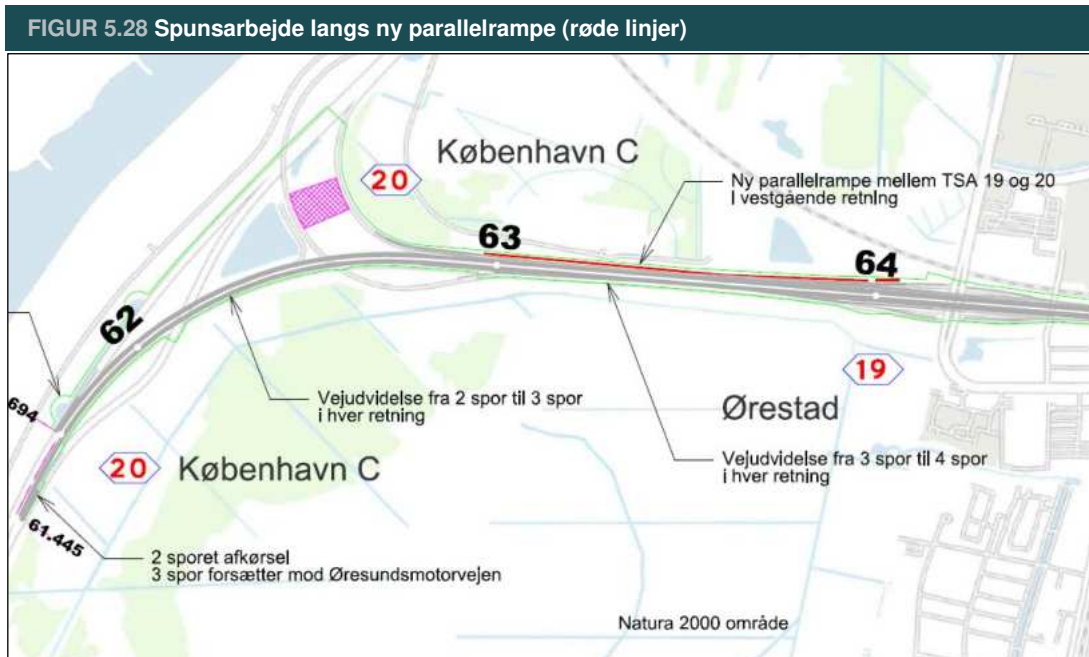 FIGUR 5.28 Spunsarbejde langs ny parallelrampe (røde linjer)
København C
20
Ny parallelrampe mellem TSA 19 og 20
I vestgående retning
63
64
62
19
Vejudvidelse fra 2 spor til 3 spor
i hver retning
Ørestad
694
20 København C
Vejudvidelse fra 3 spor til 4 spor
i hver retning
61.445
2 sporet afkørsel
3 spor forsætter mod Øresundsmotorvejen
Natura 2000 område